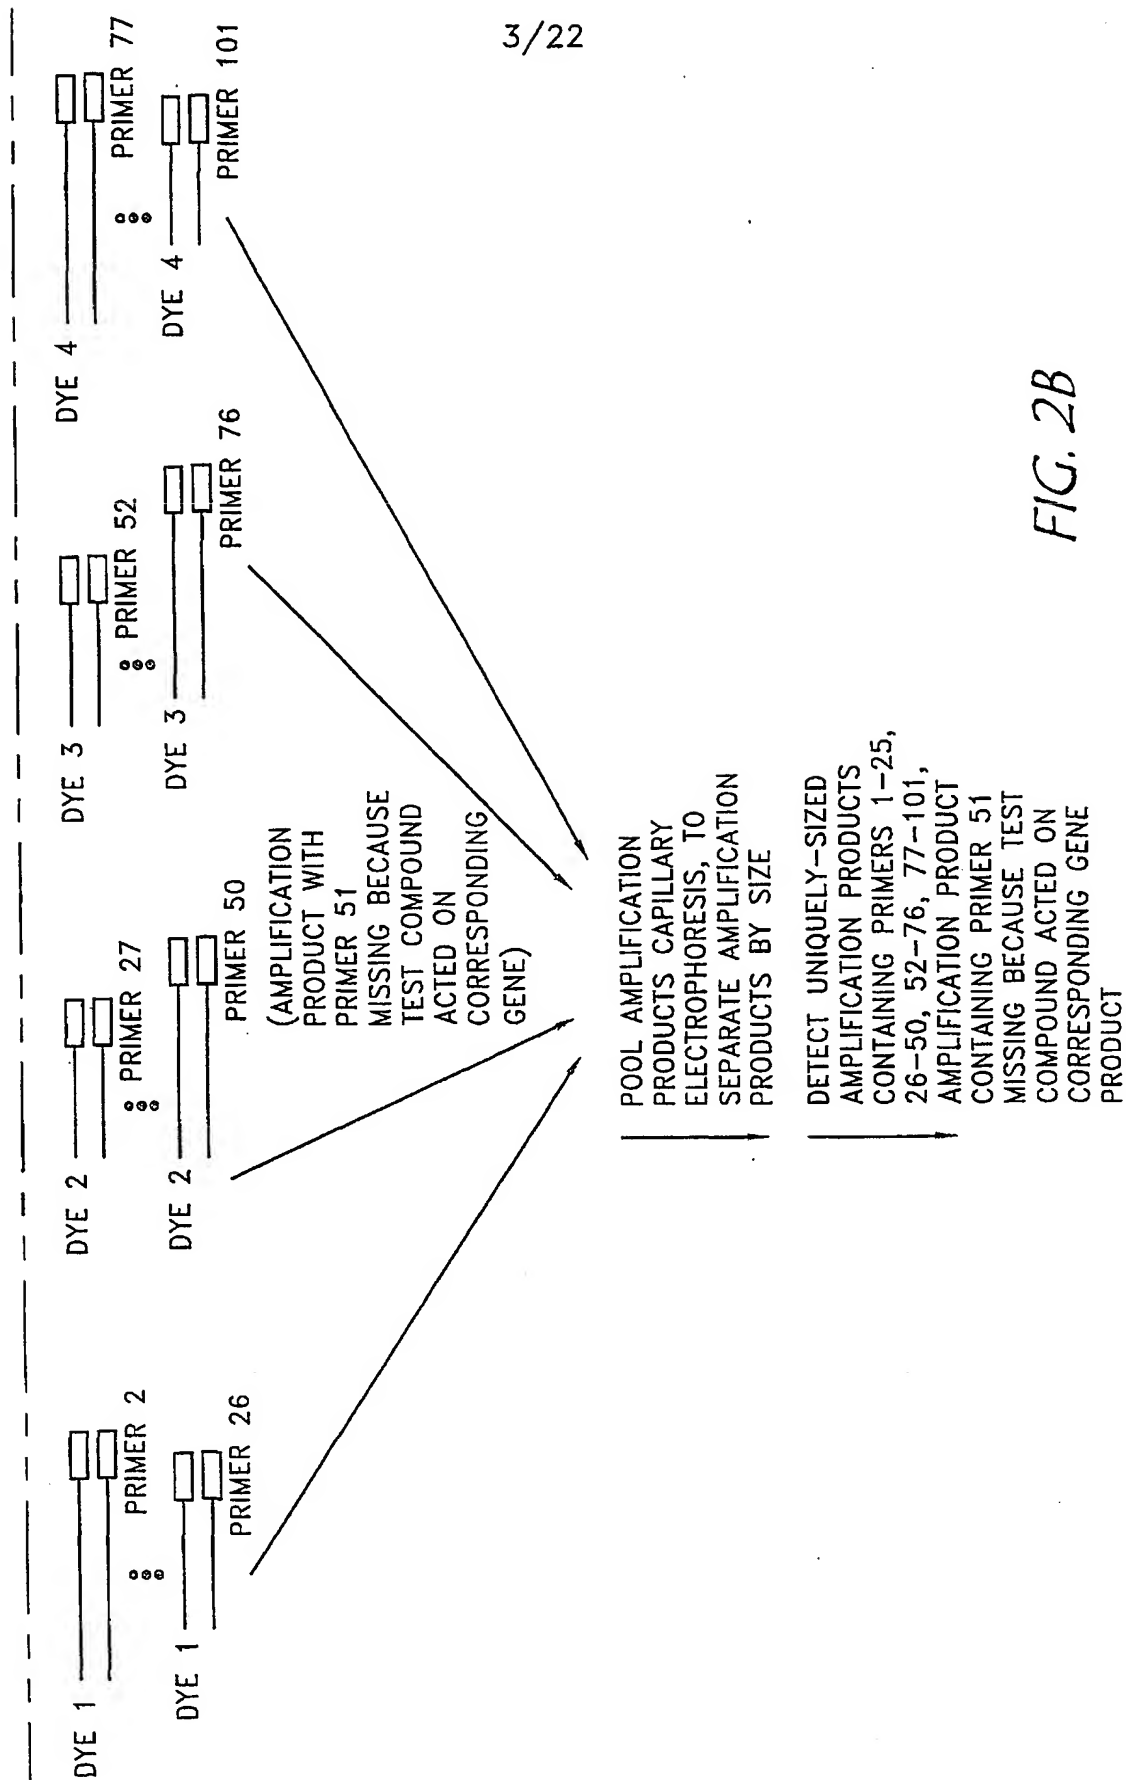 3/22
DYE 1
PRIMER 2
DYE 1
PRIMER 26
DYE 2
PRIMER 27
DYE 2
PRIMER 50
(AMPLIFICATION
PRODUCT WITH
PRIMER 51
MISSING BECAUSE
TEST COMPOUND
ACTED ON
CORRESPONDING
GENE)
DYE 3
PRIMER 52
DYE 3
PRIMER 76
DYE 4
PRIMER 77
DYE 4
PRIMER 101
POOL AMPLIFICATION
PRODUCTS CAPILLARY
ELECTROPHORESIS, TO
SEPARATE AMPLIFICATION
PRODUCTS BY SIZE
DETECT UNIQUELY-SIZED
AMPLIFICATION PRODUCTS
CONTAINING PRIMERS 1-25,
26-50, 52-76, 77-101,
AMPLIFICATION PRODUCT
CONTAINING PRIMER 51
MISSING BECAUSE TEST
COMPOUND ACTED ON
CORRESPONDING GENE
PRODUCT
FIG. 2B